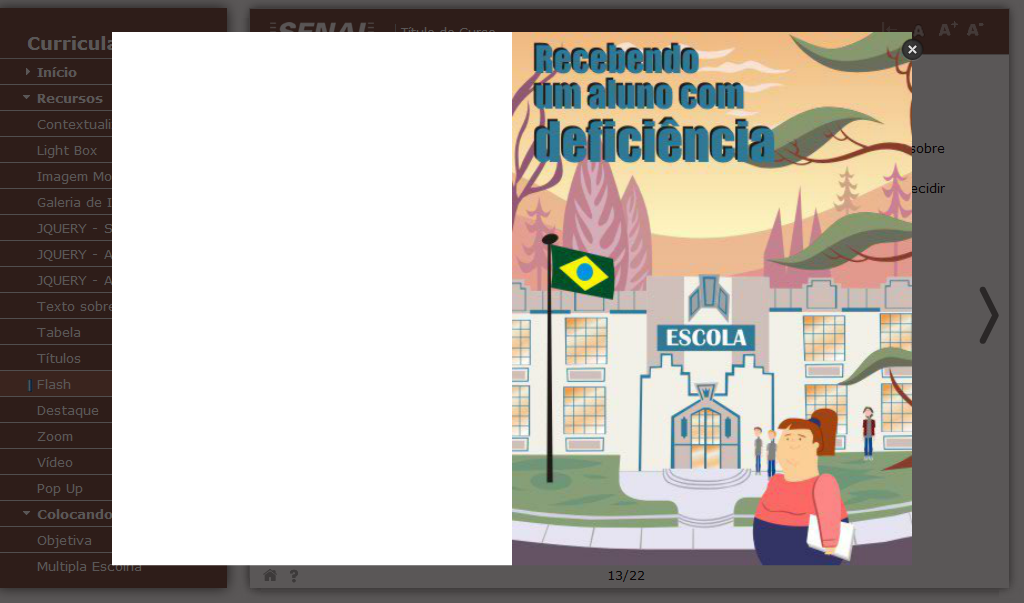 Curricula
SENAI
Título do Curso
A A+ A*
Início
Recursos
Contextuali
Light Box
Imagem Mo
Galeria de I
JQUERY - S
JQUERY - A
JQUERY - A
Texto sobre
Tabela
Títulos
Flash
Destaque
Zoom
Vídeo
Pop Up
Colocando
Objetiva
Multipla Escolha
Recebendo
um aluno com
deficiência
ESCOLA
sobre
ecidir
?
13/22